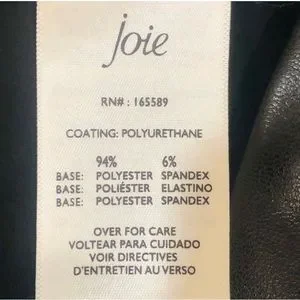 joie
RN# : 165589
COATING: POLYURETHANE
94% 6%
BASE: POLYESTER SPANDEX
BASE: POLIÉSTER ELASTINO
BASE: POLYESTER SPANDEX
OVER FOR CARE
VOLTEAR PARA CUIDADO
VOIR DIRECTIVES
D'ENTRETIEN AU VERSO